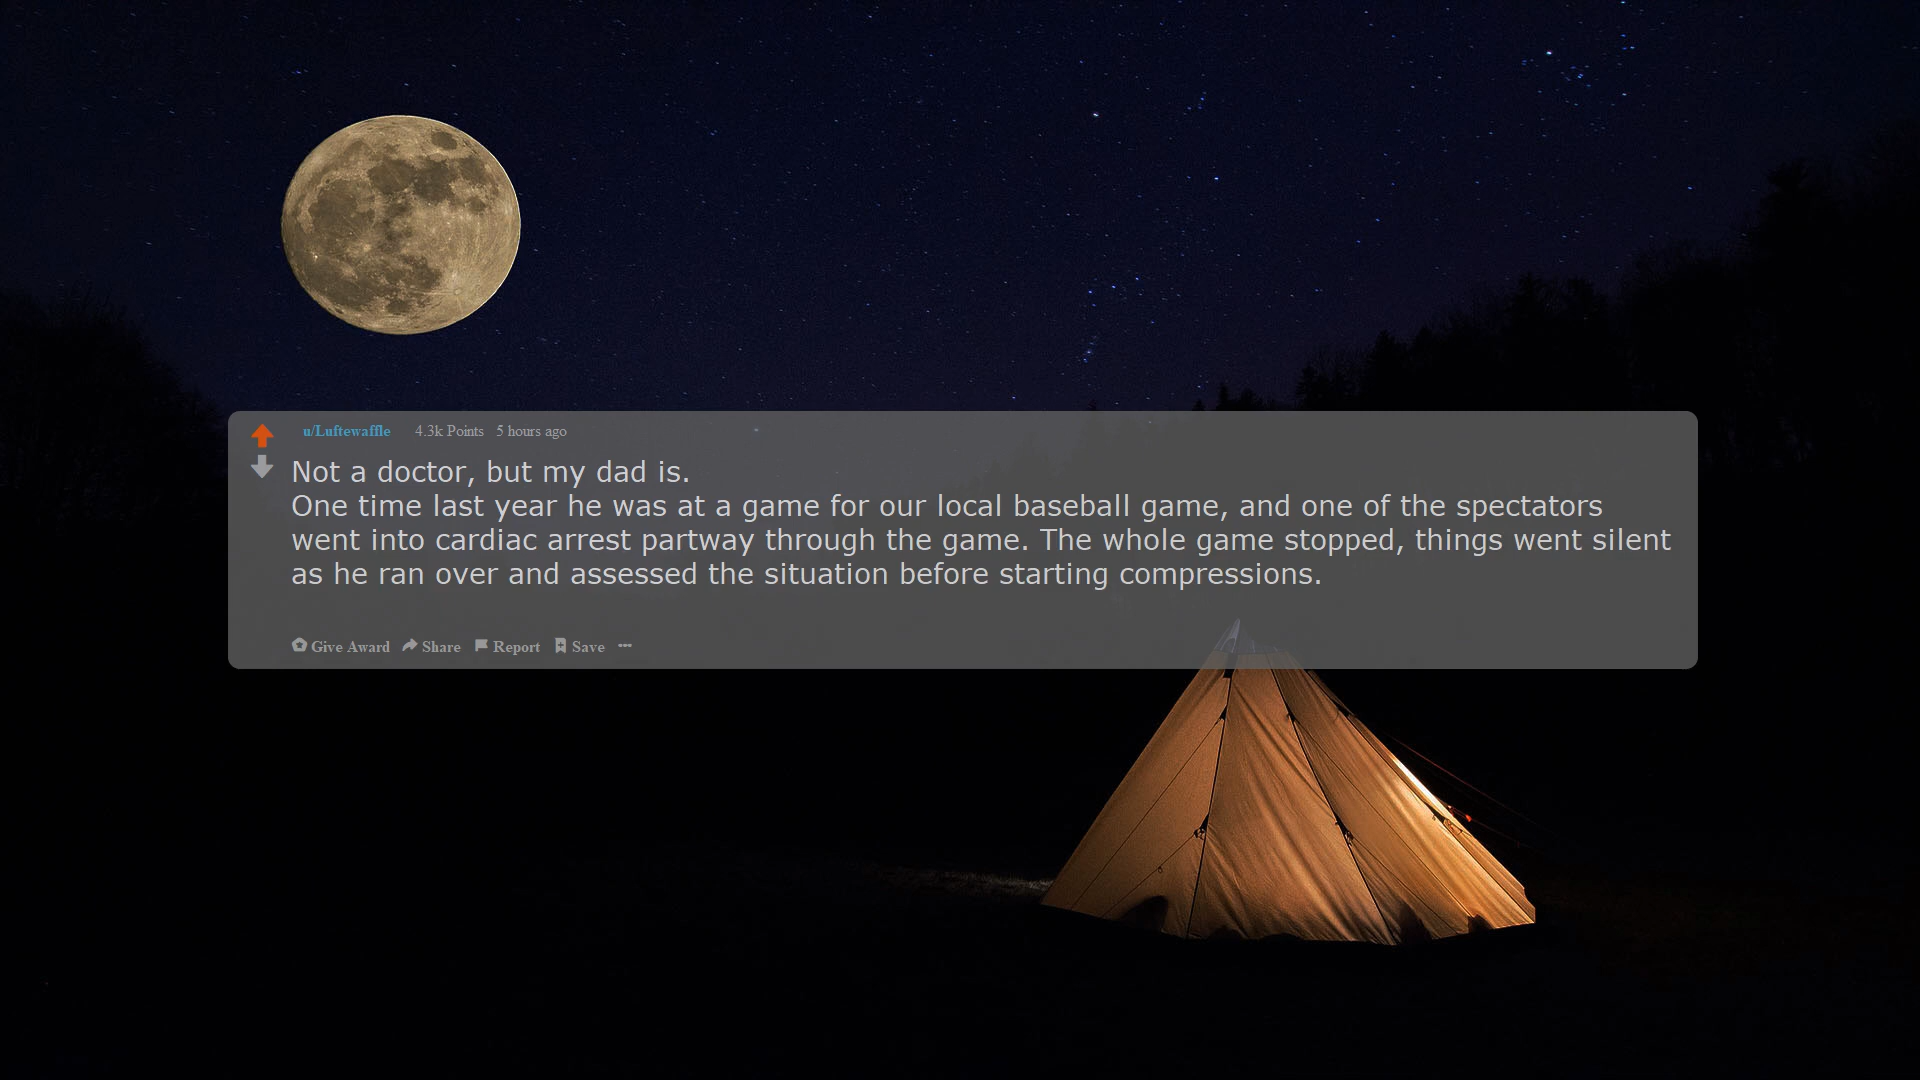 u/Luftewaffle 4.3k Points 5 hours ago
Not a doctor, but my dad is.
One time last year he was at a game for our local baseball game, and one of the spectators
went into cardiac arrest partway through the game. The whole game stopped, things went silent
as he ran over and assessed the situation before starting compressions.
Give Award Share Report Save ...